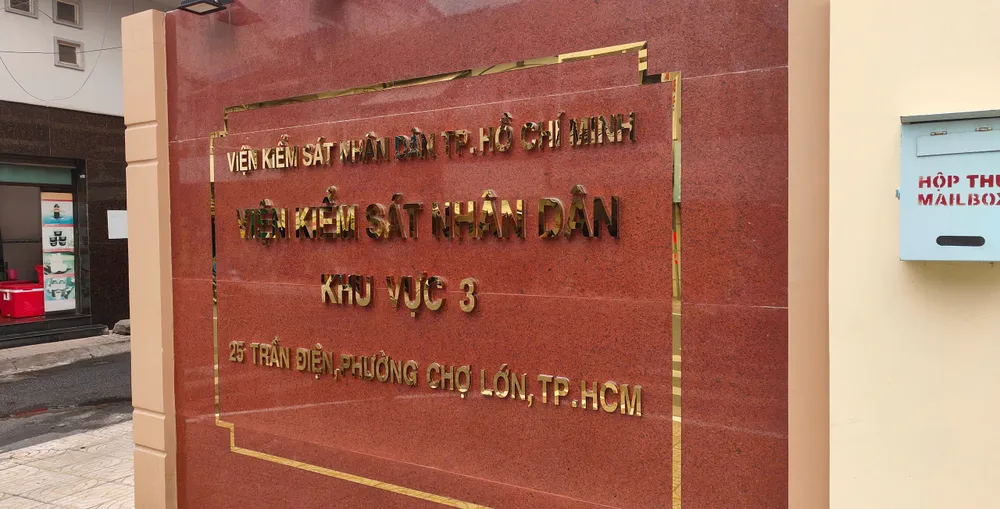 VIỆN KIỂM SÁT NHÂN DÂN TP.HỒ CHÍ MINH
VIỆN KIỂM SÁT NHÂN DÂN
KHU VỰC 3
25 TRẦN ĐIỆN,PHƯỜNG CHỢ LỚN,TP.HCM
HỘP THƯ
MAILBOX